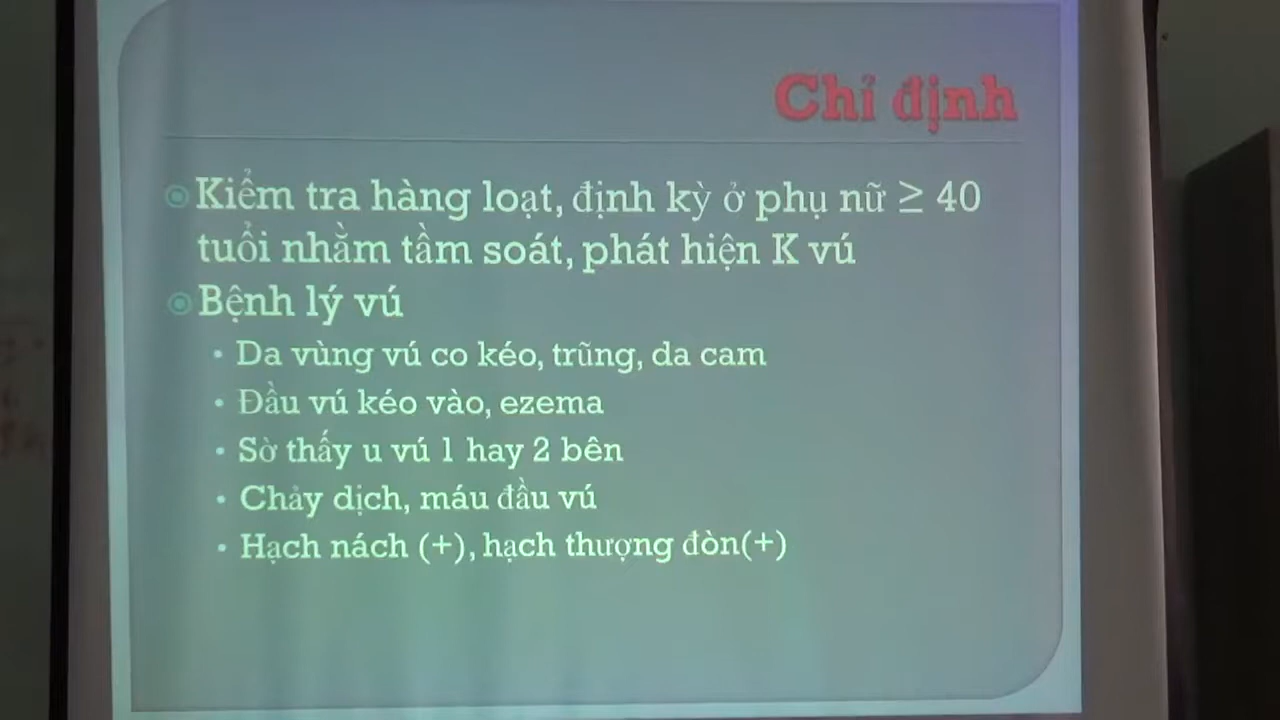 Chỉ định
Kiểm tra hàng loạt, định kỳ ở phụ nữ ≥ 40
tuổi nhằm tầm soát, phát hiện K vú
Bệnh lý vú
• Da vùng vú co kéo, trũng, da cam
• Đầu vú kéo vào, ezema
• Sờ thấy u vú 1 hay 2 bên
• Chảy dịch, máu đầu vú
• Hạch nách (+), hạch thượng đòn(+)